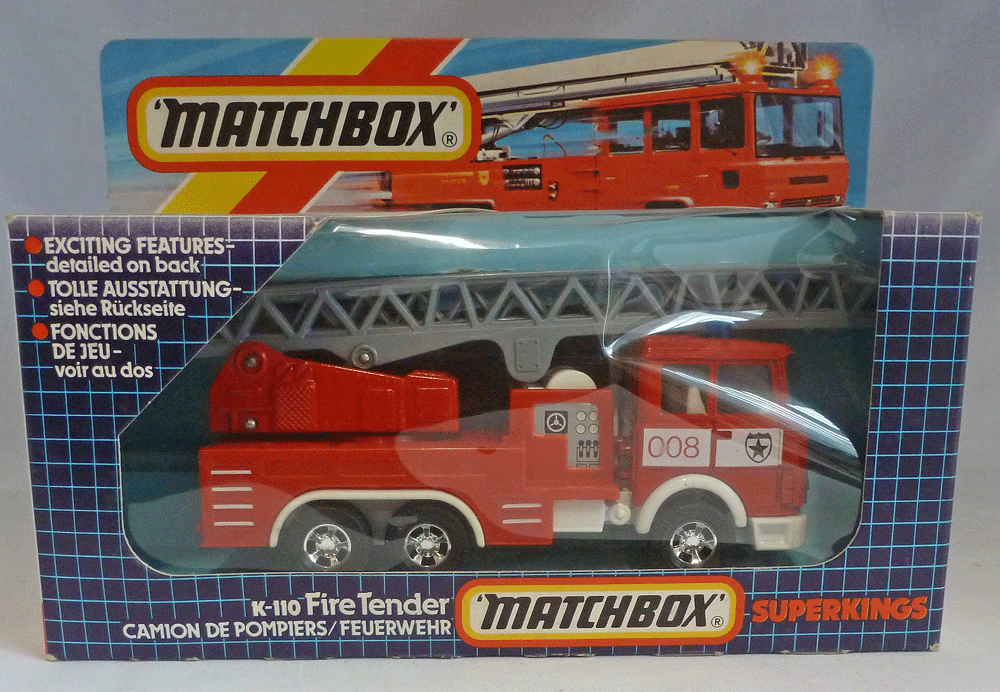 'MATCHBOX'®
EXCITING FEATURES-
detailed on back
TOLLE AUSSTATTUNG-
siehe Rückseite
FONCTIONS
DE JEU-
voir au dos
008
K-110 Fire Tender
CAMION DE POMPIERS/FEUERWEHR
'MATCHBOX'®
SUPERKINGS